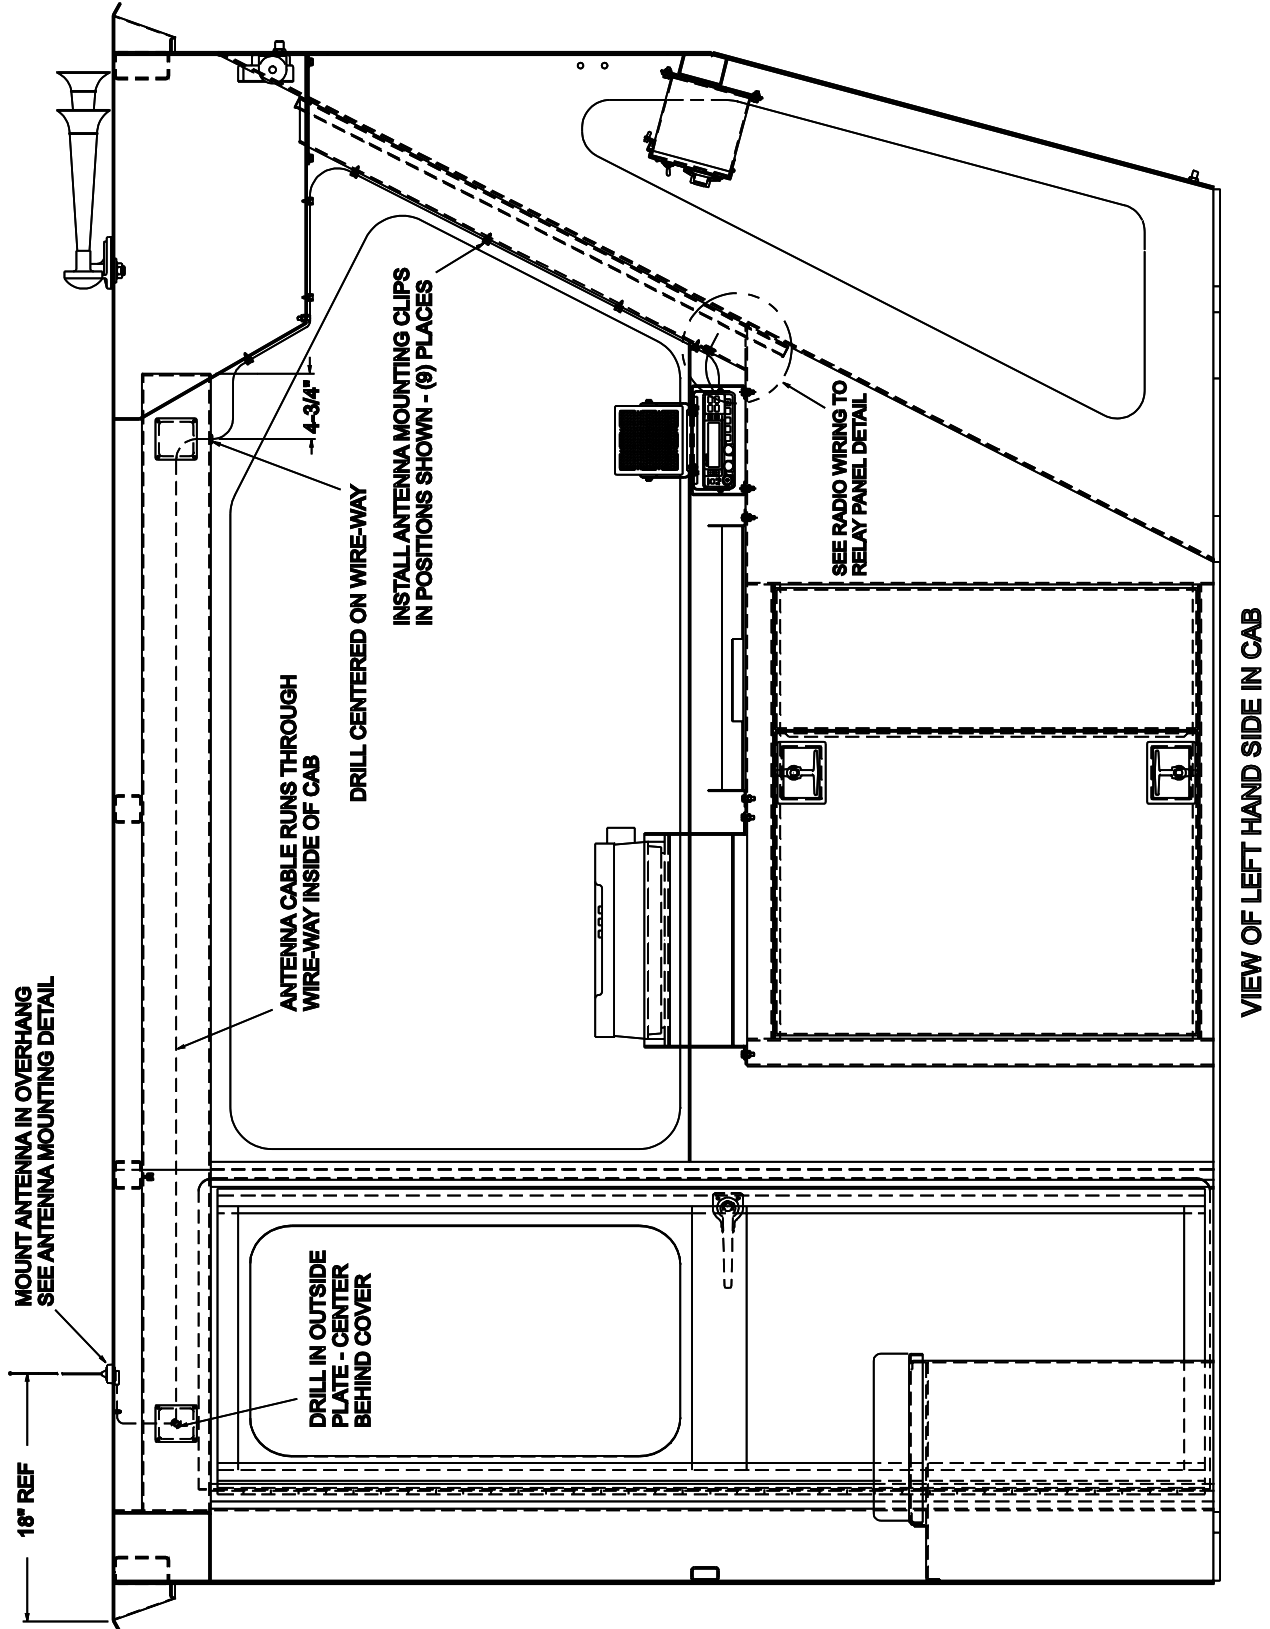 18" REF
MOUNT ANTENNA IN OVERHANG
SEE ANTENNA MOUNTING DETAIL
ANTENNA CABLE RUNS THROUGH
WIRE-WAY INSIDE OF CAB
DRILL IN OUTSIDE
PLATE - CENTER
BEHIND COVER
4-3/4"
DRILL CENTERED ON WIRE-WAY
INSTALL ANTENNA MOUNTING CLIPS
IN POSITIONS SHOWN - (9) PLACES
SEE RADIO WIRING TO
RELAY PANEL DETAIL
VIEW OF LEFT HAND SIDE IN CAB